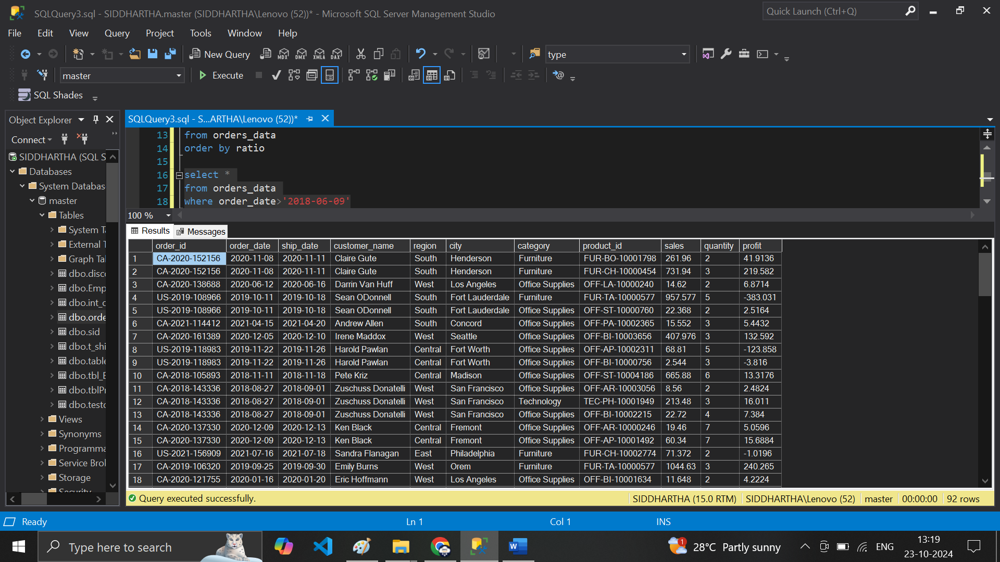 SQLQuery3.sql - SIDDHARTHA.master (SIDDHARTHA\Lenovo (52))* - Microsoft SQL Server Management Studio
Quick Launch (Ctrl+Q)
File Edit View Query Project Tools Window Help
New Query MDX DMX XMLA DAX type
master Execute
SQL Shades
Object Explorer
Connect
SIDDHARTHA (SQL S
Databases
System Databas
master
Tables
System Ta
External T
Graph Tal
dbo.disco
dbo.Emp
dbo.int_c
dbo.orde
dbo.sid
dbo.t_shi
dbo.table
dbo.tbl_E
dbo.tblPr
dbo.testc
Views
Synonyms
Programma
Service Brol
Storage
Security
SQLQuery3.sql - S...ARTHA\Lenovo (52))*
13 from orders_data
14 order by ratio
15
16 select *
17 from orders_data
18 where order_date>'2018-06-09'
100 %
Results Messages
order_id order_date ship_date customer_name region city category product_id sales quantity profit
1 CA-2020-152156 2020-11-08 2020-11-11 Claire Gute South Henderson Furniture FUR-BO-10001798 261.96 2 41.9136
2 CA-2020-152156 2020-11-08 2020-11-11 Claire Gute South Henderson Furniture FUR-CH-10000454 731.94 3 219.582
3 CA-2020-138688 2020-06-12 2020-06-16 Darrin Van Huff West Los Angeles Office Supplies OFF-LA-10000240 14.62 2 6.8714
4 US-2019-108966 2019-10-11 2019-10-18 Sean ODonnell South Fort Lauderdale Furniture FUR-TA-10000577 957.577 5 -383.031
5 US-2019-108966 2019-10-11 2019-10-18 Sean ODonnell South Fort Lauderdale Office Supplies OFF-ST-10000760 22.368 2 2.5164
6 CA-2021-114412 2021-04-15 2021-04-20 Andrew Allen South Concord Office Supplies OFF-PA-10002365 15.552 3 5.4432
7 CA-2020-161389 2020-12-05 2020-12-10 Irene Maddox West Seattle Office Supplies OFF-BI-10003656 407.976 3 132.592
8 US-2019-118983 2019-11-22 2019-11-26 Harold Pawlan Central Fort Worth Office Supplies OFF-AP-10002311 68.81 5 -123.858
9 US-2019-118983 2019-11-22 2019-11-26 Harold Pawlan Central Fort Worth Office Supplies OFF-BI-10000756 2.544 3 -3.816
10 CA-2018-105893 2018-11-11 2018-11-18 Pete Kriz Central Madison Office Supplies OFF-ST-10004186 665.88 6 13.3176
11 CA-2018-143336 2018-08-27 2018-09-01 Zuschuss Donatelli West San Francisco Office Supplies OFF-AR-10003056 8.56 2 2.4824
12 CA-2018-143336 2018-08-27 2018-09-01 Zuschuss Donatelli West San Francisco Technology TEC-PH-10001949 213.48 3 16.011
13 CA-2018-143336 2018-08-27 2018-09-01 Zuschuss Donatelli West San Francisco Office Supplies OFF-BI-10002215 22.72 4 7.384
14 CA-2020-137330 2020-12-09 2020-12-13 Ken Black Central Fremont Office Supplies OFF-AR-10000246 19.46 7 5.0596
15 CA-2020-137330 2020-12-09 2020-12-13 Ken Black Central Fremont Office Supplies OFF-AP-10001492 60.34 7 15.6884
16 US-2021-156909 2021-07-16 2021-07-18 Sandra Flanagan East Philadelphia Furniture FUR-CH-10002774 71.372 2 -1.0196
17 CA-2019-106320 2019-09-25 2019-09-30 Emily Burns West Orem Furniture FUR-TA-10000577 1044.63 3 240.265
18 CA-2020-121755 2020-01-16 2020-01-20 Eric Hoffmann West Los Angeles Office Supplies OFF-BI-10001634 11.648 2 4.2224
Query executed successfully. SIDDHARTHA (15.0 RTM) SIDDHARTHA\Lenovo (52) master 00:00:00 92 rows
Ready Ln 1 Col 1 INS
Type here to search
1 28°C Partly sunny ENG
13:19
23-10-2024